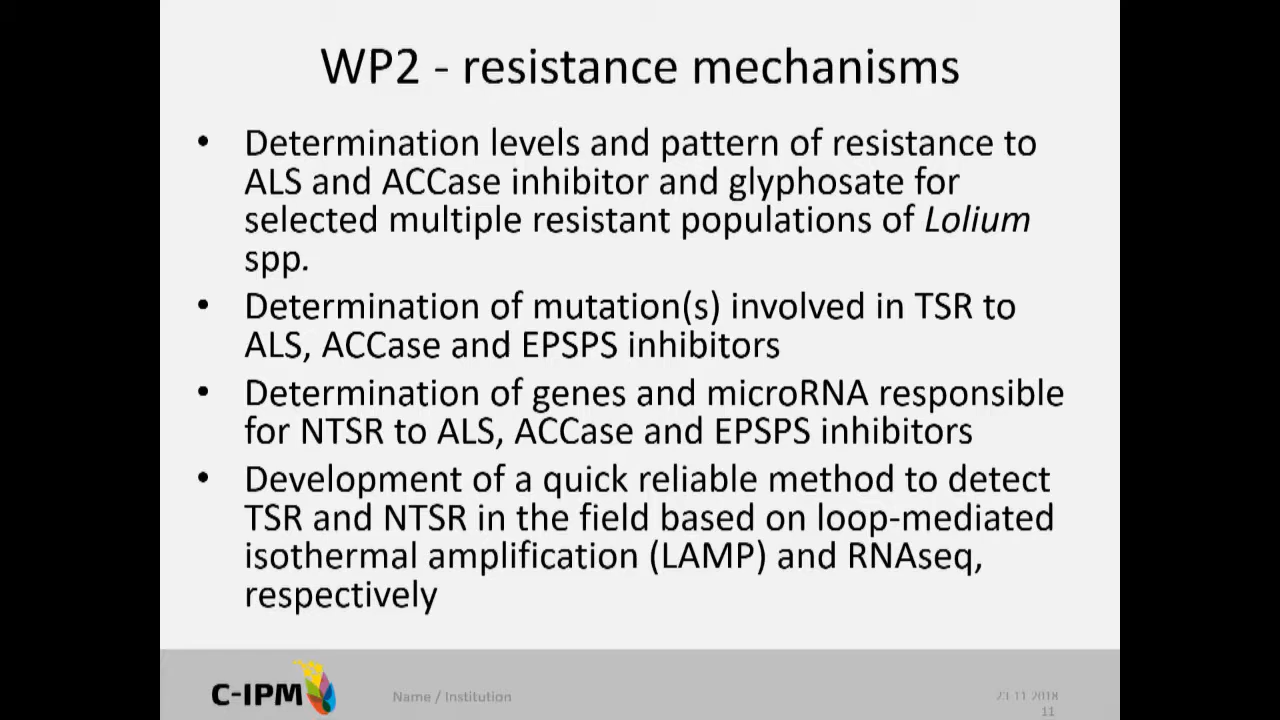 WP2 - resistance mechanisms
• Determination levels and pattern of resistance to
ALS and ACCase inhibitor and glyphosate for
selected multiple resistant populations of Lolium
spp.
• Determination of mutation(s) involved in TSR to
ALS, ACCase and EPSPS inhibitors
• Determination of genes and microRNA responsible
for NTSR to ALS, ACCase and EPSPS inhibitors
• Development of a quick reliable method to detect
TSR and NTSR in the field based on loop-mediated
isothermal amplification (LAMP) and RNAseq,
respectively
C-IPM
Name / Institution
23 11 2018
11